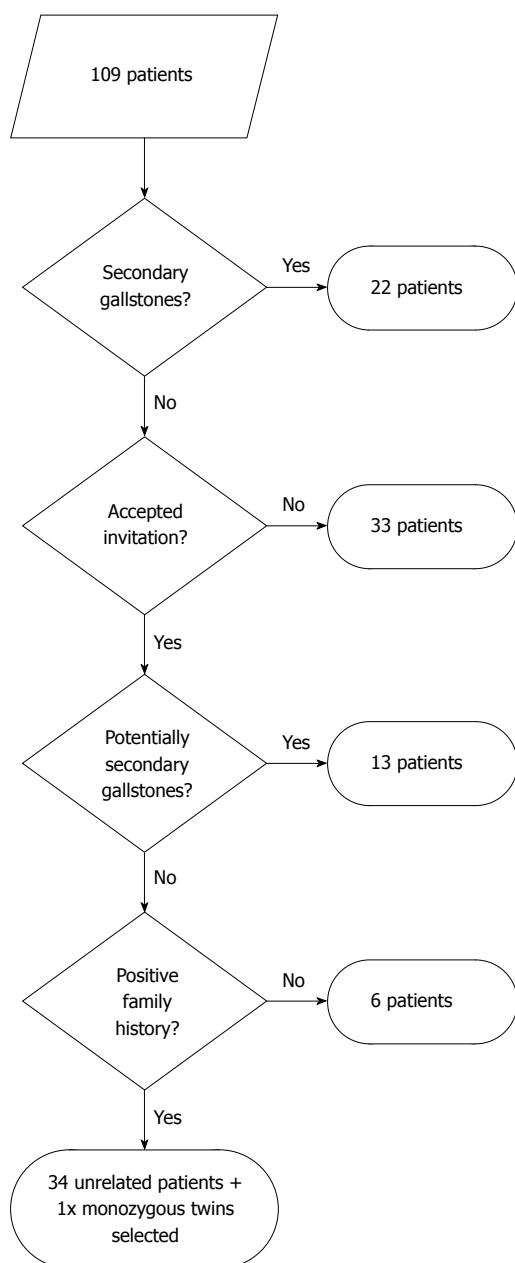 109 patients
Secondary
gallstones?
Yes
22 patients
No
Accepted
invitation?
No
33 patients
Yes
Potentially
secondary
gallstones?
Yes
13 patients
No
Positive
family
history?
No
6 patients
Yes
34 unrelated patients +
1x monozygous twins
selected